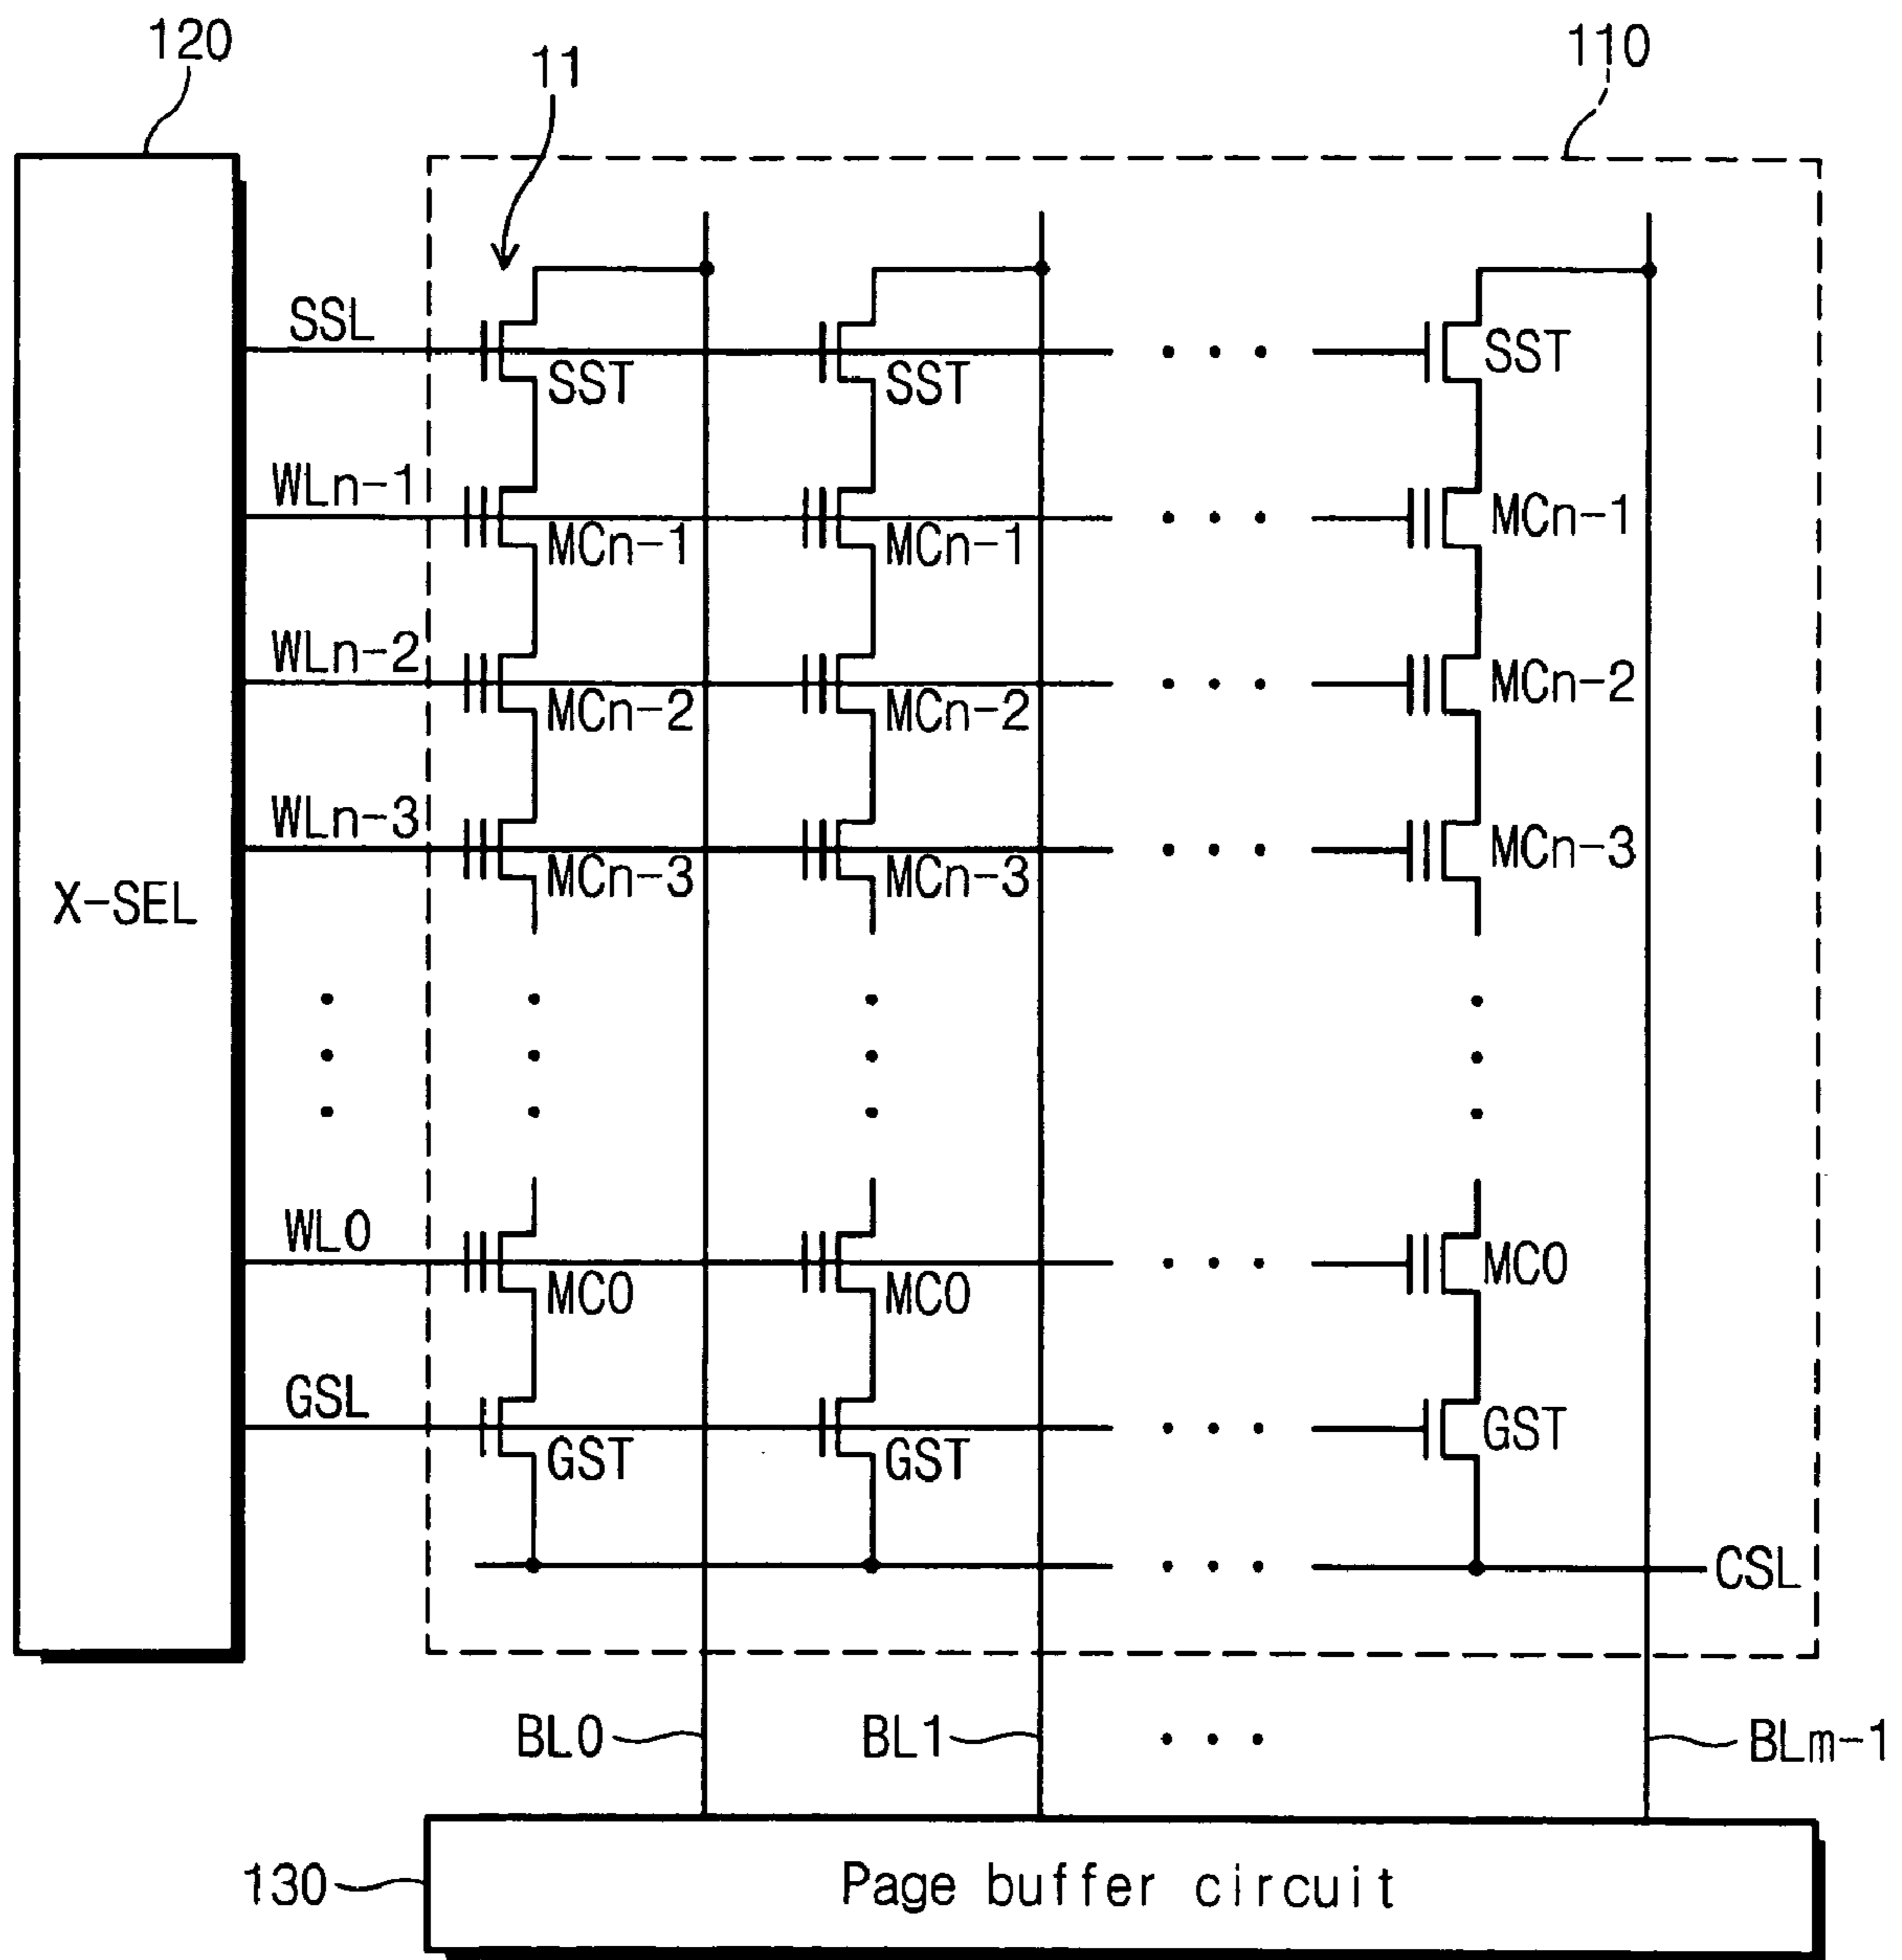 120
11
110
SSL
SST
SST
SST
WLn-1
MCn-1
MCn-1
MCn-1
WLn-2
MCn-2
MCn-2
MCn-2
WLn-3
MCn-3
MCn-3
MCn-3
X-SEL
WL0
MC0
MC0
MC0
GSL
GST
GST
GST
CSL
BL0
BL1
BLm-1
130
Page buffer circuit